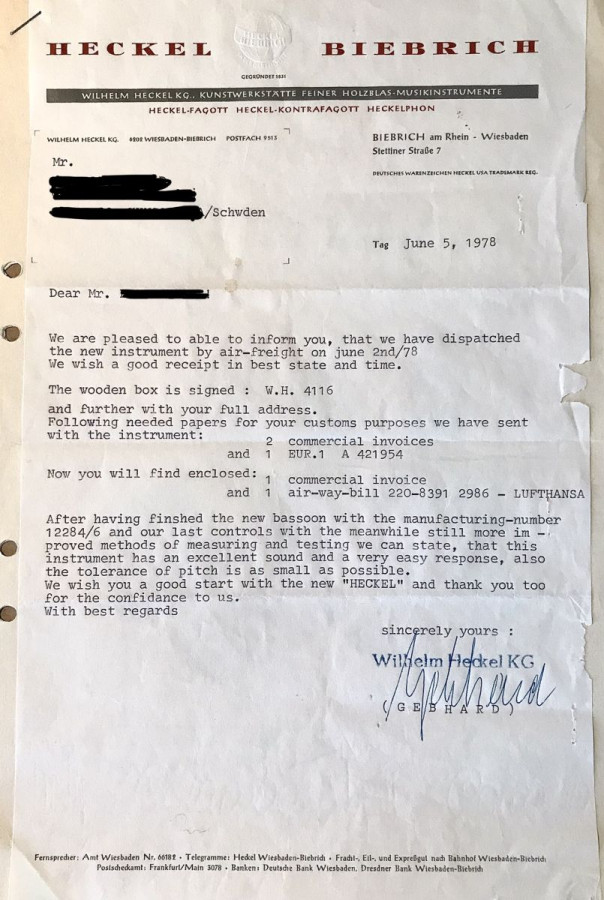 HECKEL BIEBRICH
GEGRÜNDET 1831
WILHELM HECKEL KG., KUNSTWERKSTÄTTE FEINER HOLZBLAS-MUSIKINSTRUMENTE
HECKEL-FAGOTT HECKEL-KONTRAFAGOTT HECKELPHON
WILHELM HECKEL KG. 6202 WIESBADEN-BIEBRICH POSTFACH 9513
BIEBRICH am Rhein - Wiesbaden
Stettiner Straße 7
DEUTSCHES WARENZEICHEN HECKEL USA TRADEMARK REG.
Mr.
/Schwden
Tag June 5, 1978
Dear Mr.
We are pleased to able to inform you, that we have dispatched
the new instrument by air-freight on june 2nd/78
We wish a good receipt in best state and time.
The wooden box is signed : W.H. 4116
and further with your full address.
Following needed papers for your customs purposes we have sent
with the instrument:
2 commercial invoices
and 1 EUR.1 A 421954
Now you will find enclosed:
1 commercial invoice
and 1 air-way-bill 220-8391 2986 - LUFTHANSA
After having finshed the new bassoon with the manufacturing-number
12284/6 and our last controls with the meanwhile still more im -
proved methods of measuring and testing we can state, that this
instrument has an excellent sound and a very easy response, also
the tolerance of pitch is as small as possible.
We wish you a good start with the new "HECKEL" and thank you too
for the confidance to us.
With best regards
sincerely yours :
Wilhelm Heckel KG
(GEBHARD)
Fernsprecher: Amt Wiesbaden Nr. 66182 • Telegramme: Heckel Wiesbaden-Biebrich • Fracht-, Eil-, und Expreßgut nach Bahnhof Wiesbaden-Biebrich
Postscheckamt: Frankfurt/Main 3078 • Banken: Deutsche Bank Wiesbaden, Dresdner Bank Wiesbaden-Biebrich